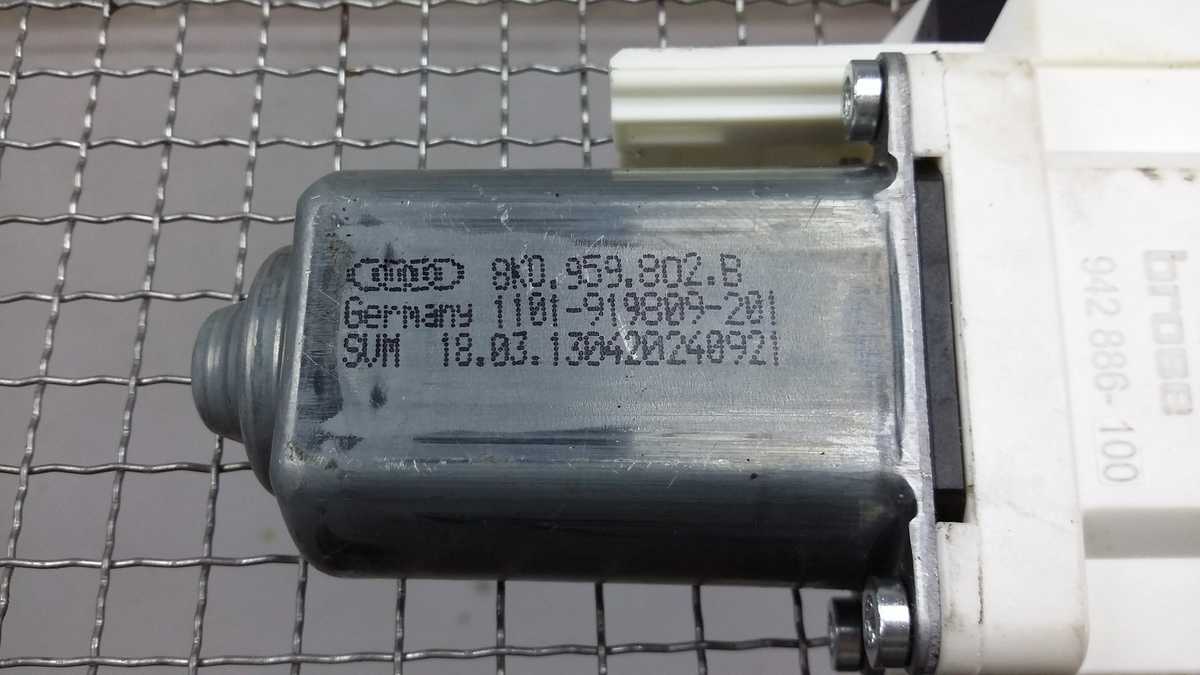 8K0.959.802.B
Germany 1101-919809-201
SVM 18.03.130420240921
brose
942 886-100